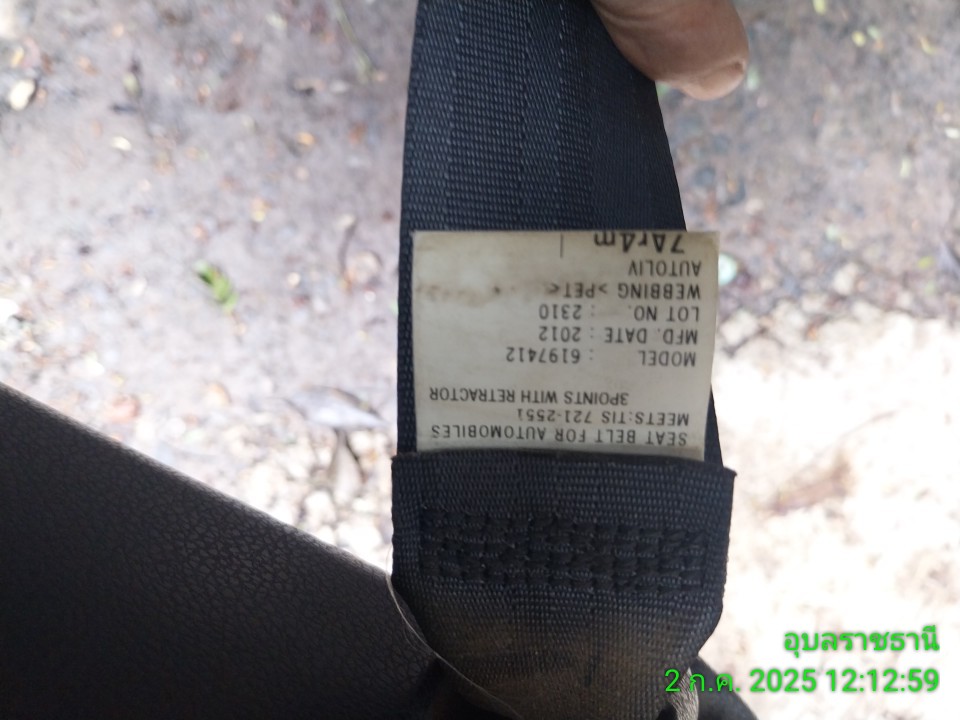 SEAT BELT FOR AUTOMOBILES
MEETS:TIS 721-2551
3POINTS WITH RETRACTOR
MODEL : 6197412
MFD. DATE : 2012
LOT NO. : 2310
WEBBING >PET<
AUTOLIV
7Ar4m
อุบลราชธานี
2 ก.ค. 2025 12:12:59